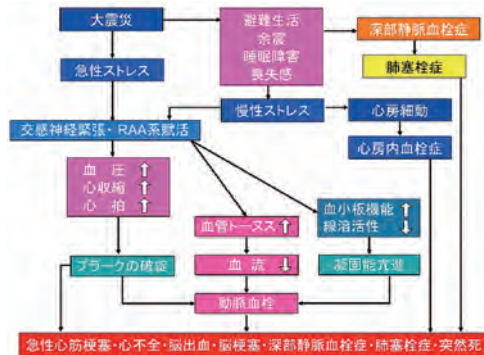 大震災
避難生活
余震
睡眠障害
喪失感
深部静脈血栓症
肺塞栓症
急性ストレス
慢性ストレス
心房細動
心房内血栓症
交感神経緊張・RAA系賦活
血 圧 ⬆
心収縮 ⬆
心 拍 ⬆
血管トーヌス ⬆
血小板機能 ⬆
線溶活性 ⬇
プラークの破綻
血 流 ⬇
凝固能亢進
動脈血栓
急性心筋梗塞・心不全・脳出血・脳梗塞・深部静脈血栓症・肺塞栓症・突然死